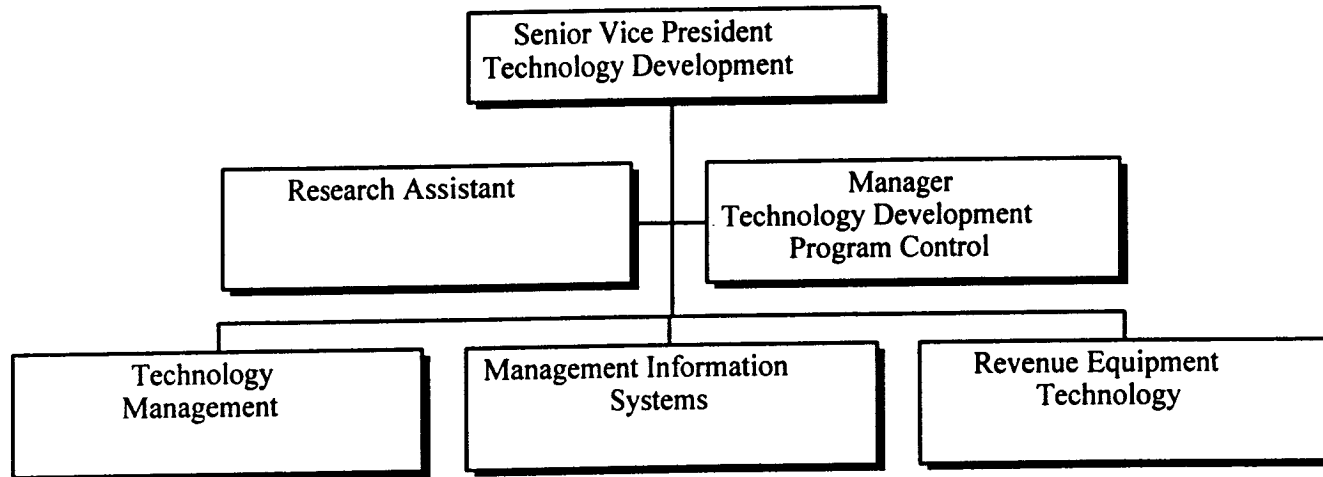 Senior Vice President
Technology Development
Research Assistant
Manager
Technology Development
Program Control
Technology
Management
Management Information
Systems
Revenue Equipment
Technology